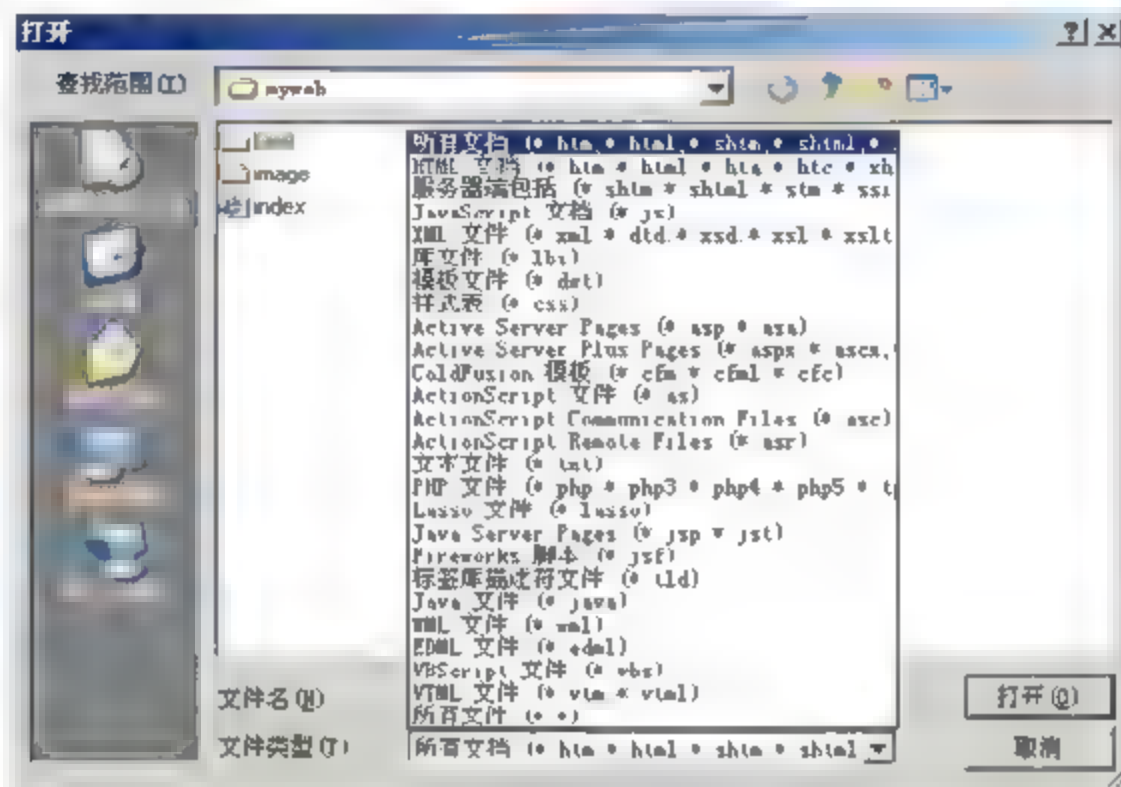 打开
查找范围(I)
myweb
image
index
所有文档 (*.htm,*.html,*.shtm,*.shtml,*.
HTML 文档 (*.htm *.html *.hta *.htc *.xh
服务器端包括 (*.shtm *.shtml *.stm *.ssi
JavaScript 文档 (*.js)
XML 文件 (*.xml *.dtd.*.xsd.*.xsl *.xslt
库文件 (*.lbi)
模板文件 (*.dwt)
样式表 (*.css)
Active Server Pages (*.asp *.asa)
Active Server Plus Pages (*.aspx *.ascx,
ColdFusion 模板 (*.cfm *.cfml *.cfc)
ActionScript 文件 (*.as)
ActionScript Communication Files (*.asc)
ActionScript Remote Files (*.asr)
文本文件 (*.txt)
PHP 文件 (*.php *.php3 *.php4 *.php5 *.t
Lasso 文件 (*.lasso)
Java Server Pages (*.jsp *.jst)
Fireworks 脚本 (*.jsf)
标签库描述符文件 (*.tld)
Java 文件 (*.java)
WML 文件 (*.wml)
EDML 文件 (*.edml)
VBScript 文件 (*.vbs)
VTML 文件 (*.vtm *.vtml)
所有文件 (*.*)
文件名(N)
打开(O)
文件类型(T)
所有文档 (*.htm *.html *.shtm *.shtml
取消